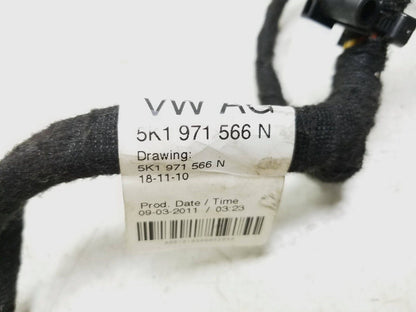 VW AG
5K1 971 566 N
Drawing:
5K1 971 566 N
18-11-10
Prod. Date / Time
09-03-2011 / 03:23